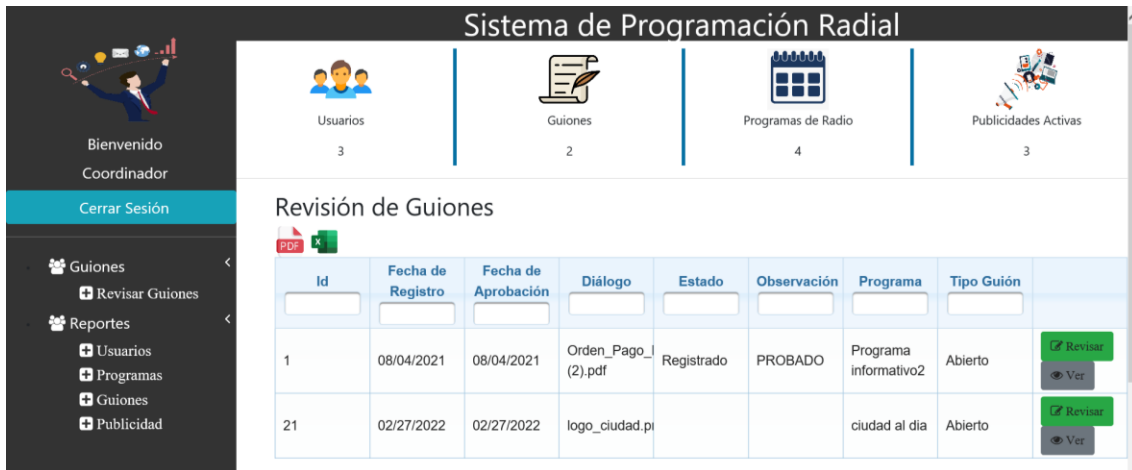 Sistema de Programación Radial
Bienvenido
Coordinador
Cerrar Sesión
Guiones
Revisar Guiones
Reportes
Usuarios
Programas
Guiones
Publicidad
Usuarios
3
Guiones
2
Programas de Radio
4
Publicidades Activas
3
Revisión de Guiones
PDF
X
Id
Fecha de
Registro
Fecha de
Aprobación
Diálogo
Estado
Observación
Programa
Tipo Guión
1
08/04/2021
08/04/2021
Orden_Pago_
(2).pdf
Registrado
PROBADO
Programa
informativo2
Abierto
Revisar
Ver
21
02/27/2022
02/27/2022
logo_ciudad.p
ciudad al dia
Abierto
Revisar
Ver